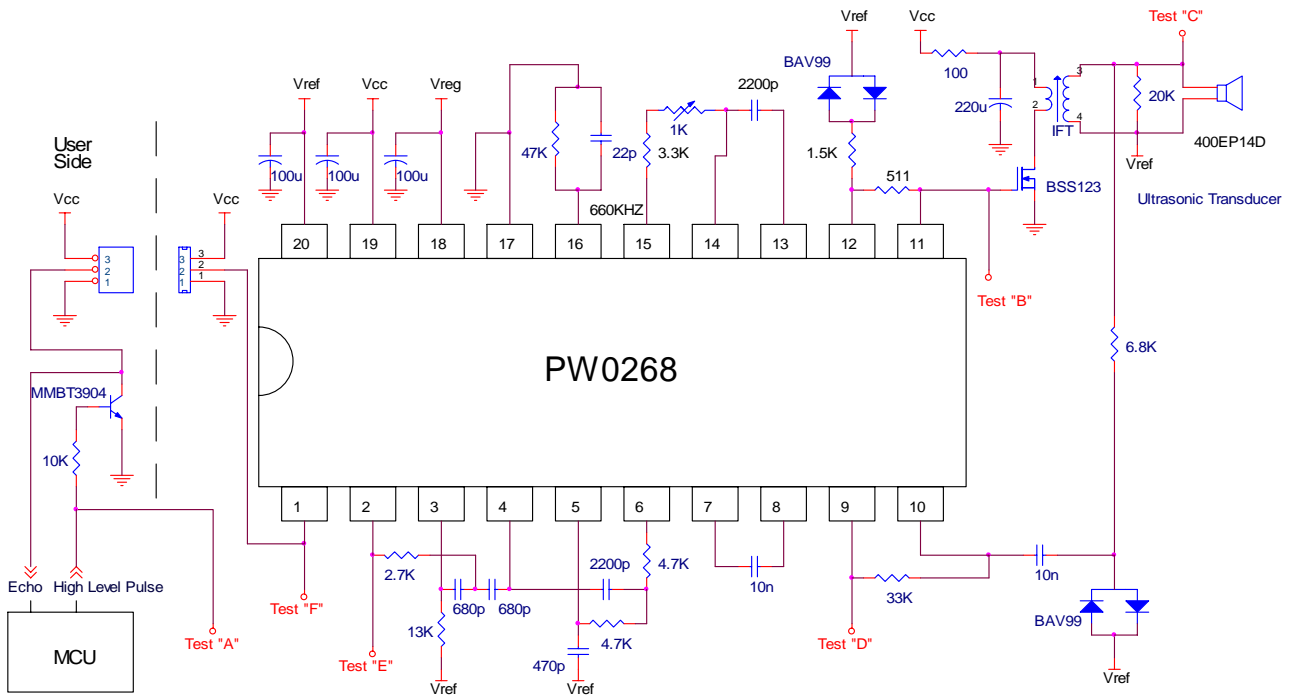 Vref
Vcc
Test "C"
BAV99
100
220u
1
2
3
4
IFT
20K
400EP14D
Vref
Ultrasonic Transducer
BSS123
Vref
Vcc
Vreg
100u
100u
100u
47K
22p
660KHZ
1K
3.3K
2200p
1.5K
511
Test "B"
User
Side
Vcc
Vcc
3
2
1
3
2
1
3
2
1
20
19
18
17
16
15
14
13
12
11
PW0268
6.8K
MMBT3904
10K
1
2
3
4
5
6
7
8
9
10
Echo
High Level Pulse
MCU
Test "A"
Test "F"
2.7K
680p
680p
13K
Vref
Test "E"
2200p
4.7K
4.7K
470p
Vref
10n
33K
Test "D"
10n
BAV99
Vref